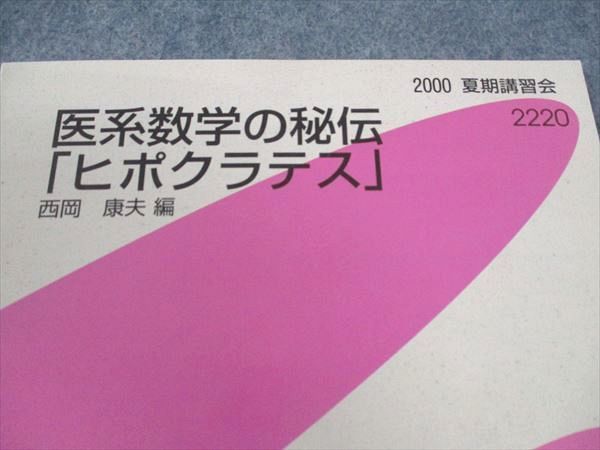 2000 夏期講習会
2220
医系数学の秘伝
「ヒポクラテス」
西岡 康夫 編